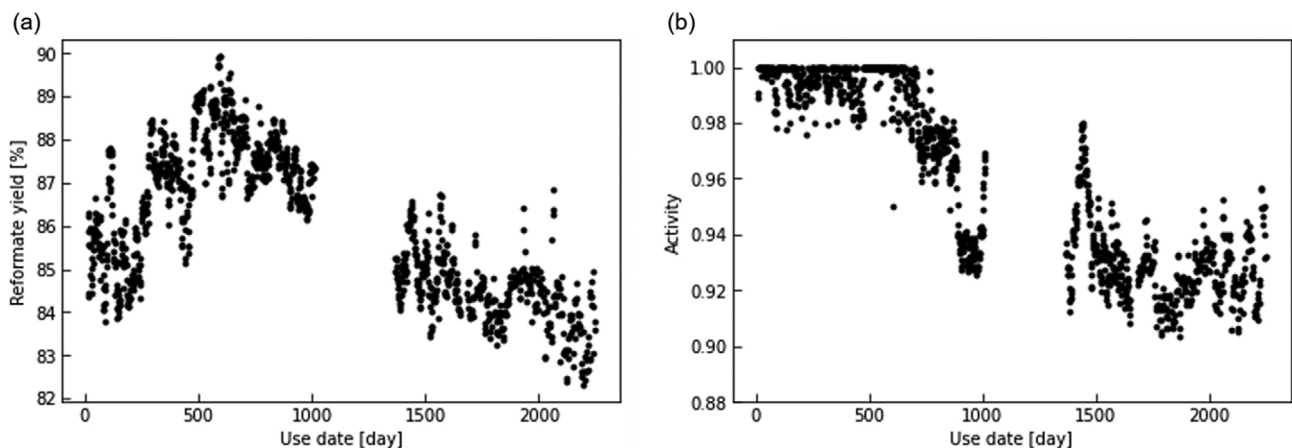 (a)
90
89
88
87
86
85
84
83
82
Reformate yield [%]
0 500 1000 1500 2000
Use date [day]
(b)
1.00
0.98
0.96
0.94
0.92
0.90
0.88
Activity
0 500 1000 1500 2000
Use date [day]